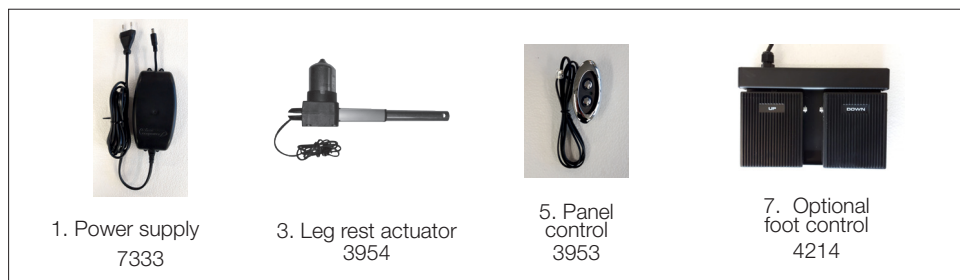 1. Power supply
7333
3. Leg rest actuator
3954
5. Panel
control
3953
UP
DOWN
7. Optional
foot control
4214